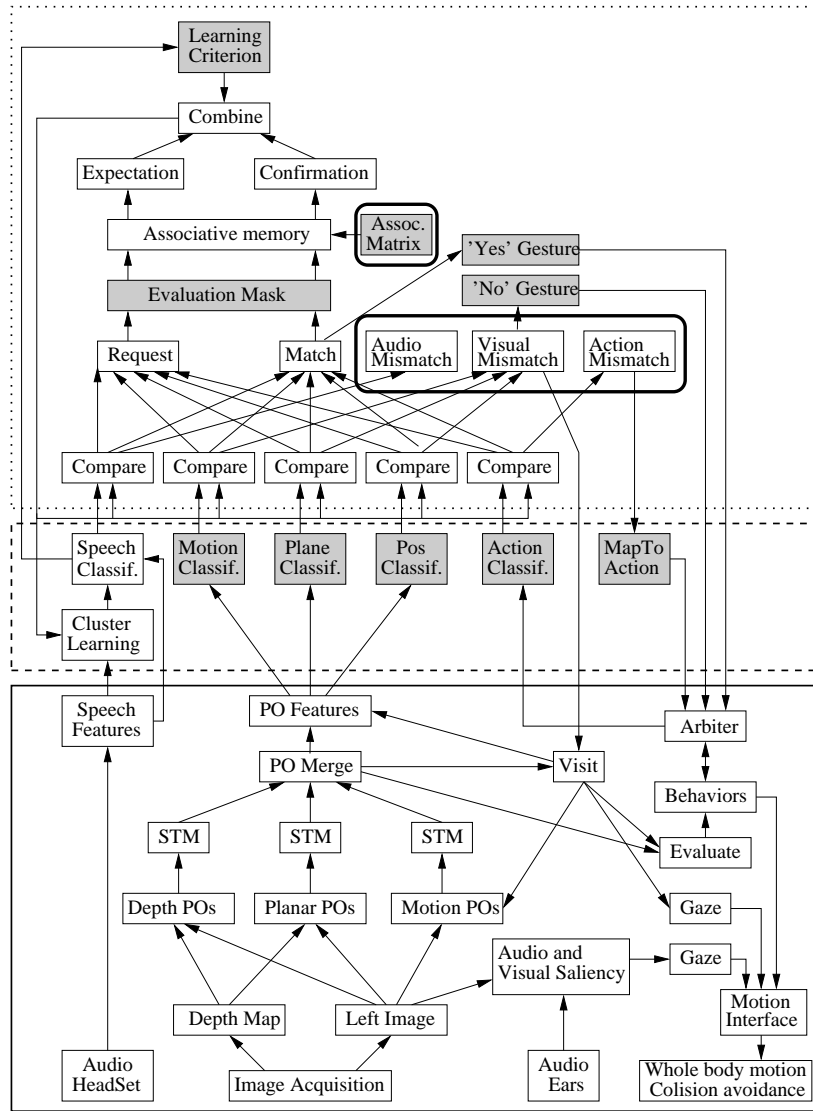 Learning
Criterion
Combine
Expectation
Confirmation
Associative memory
Assoc.
Matrix
'Yes' Gesture
Evaluation Mask
'No' Gesture
Request
Match
Audio
Mismatch
Visual
Mismatch
Action
Mismatch
Compare
Compare
Compare
Compare
Compare
Speech
Classif.
Motion
Classif.
Plane
Classif.
Pos
Classif.
Action
Classif.
MapTo
Action
Cluster
Learning
Speech
Features
PO Features
Arbiter
PO Merge
Visit
Behaviors
STM
STM
STM
Evaluate
Depth POs
Planar POs
Motion POs
Gaze
Audio and
Visual Saliency
Gaze
Depth Map
Left Image
Motion
Interface
Audio
HeadSet
Image Acquisition
Audio
Ears
Whole body motion
Colision avoidance